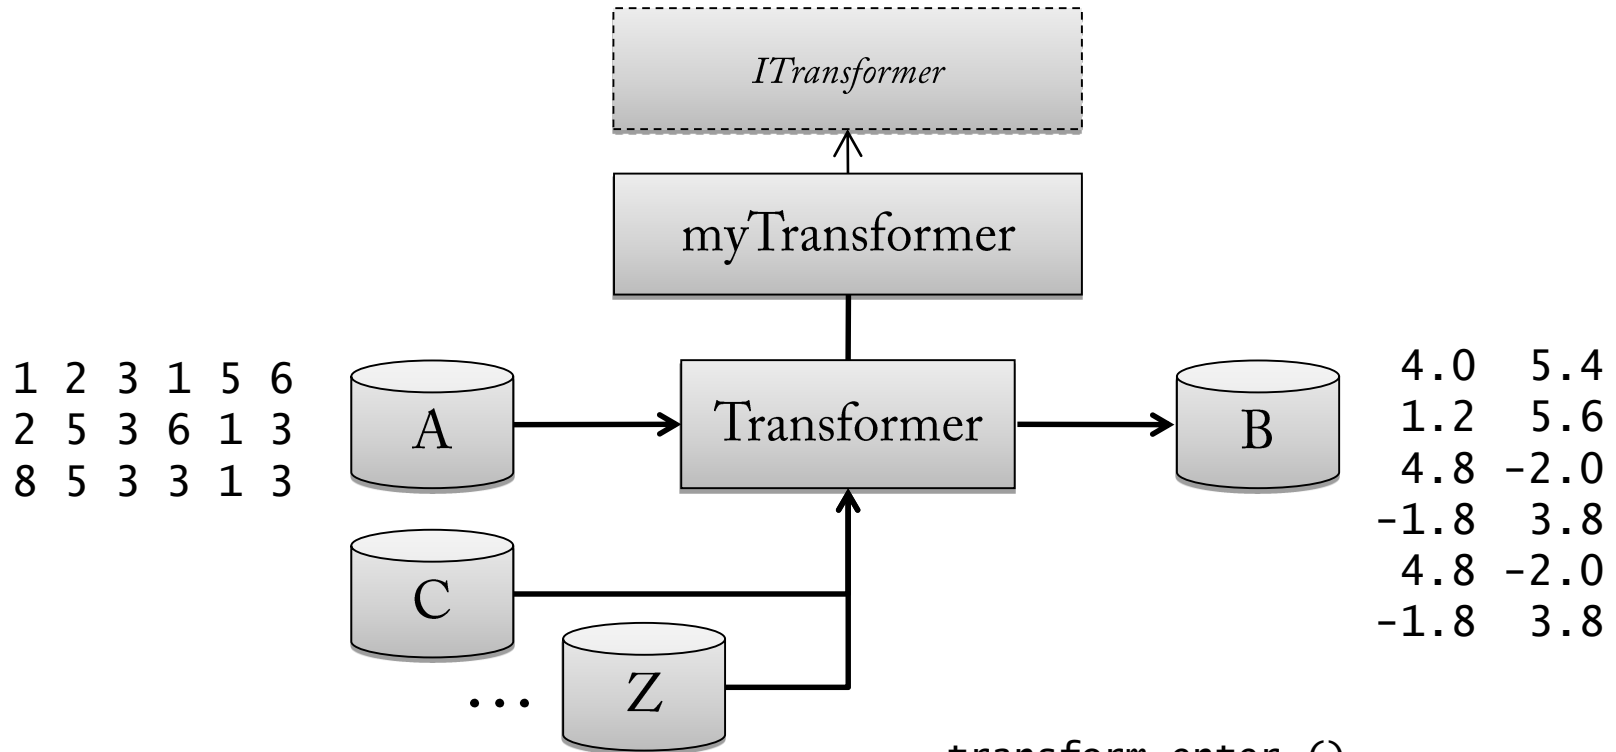 ITransformer
myTransformer
1 2 3 1 5 6
2 5 3 6 1 3
8 5 3 3 1 3
A
Transformer
B
4.0 5.4
1.2 5.6
4.8 -2.0
-1.8 3.8
4.8 -2.0
-1.8 3.8
C
... Z
transform_enter ()